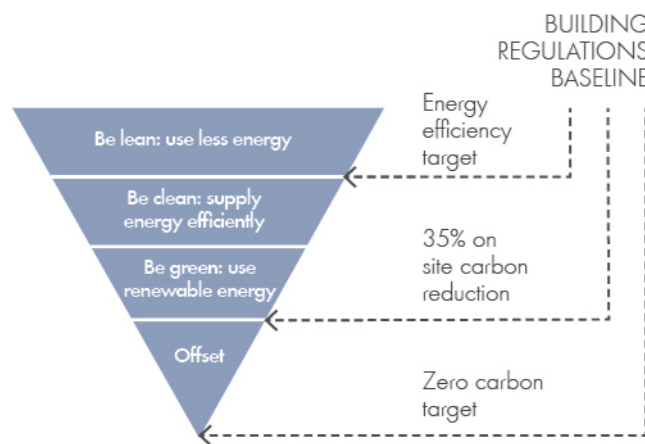 BUILDING
REGULATIONS
BASELINE
Energy
efficiency
target
Be lean: use less energy
Be clean: supply
energy efficiently
35% on
site carbon
reduction
Be green: use
renewable energy
Offset
Zero carbon
target